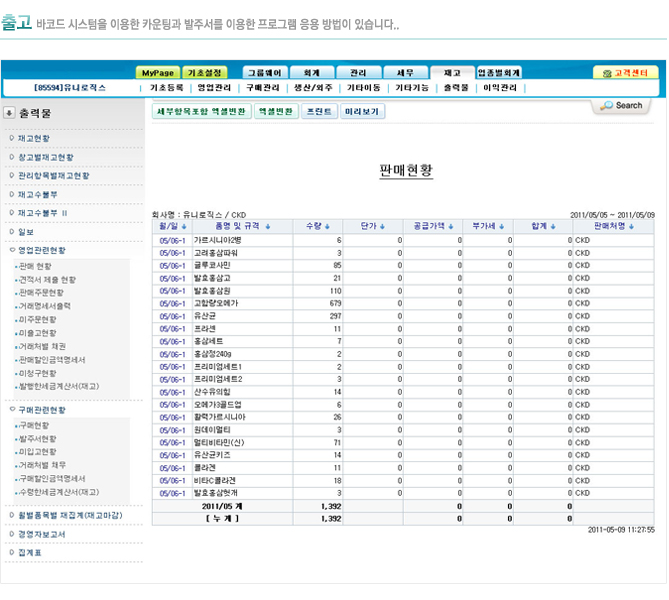 출고 바코드 시스템을 이용한 카운팅과 발주서를 이용한 프로그램 응용 방법이 있습니다..
MyPage 기초설정 그룹웨어 회계 관리 세무 재고 업종별회계 고객센터
[85594]유니로직스 기초등록 영업관리 구매관리 생산/외주 기타이동 기타기능 출력물 이익관리
출력물
세부항목포함 엑셀변환 엑셀변환 프린트 미리보기 Search
재고현황
창고별재고현황
관리항목별재고현황
재고수불부
재고수불부 II
일보
영업관련현황
판매 현황
견적서 제출 현황
판매주문현황
거래명세서출력
미주문현황
미출고현황
거래처별 채권
판매할인금액명세서
미청구현황
발행한세금계산서(재고)
구매관련현황
구매현황
발주서현황
미입고현황
거래처별 채무
구매할인금액명세서
수령한세금계산서(재고)
월별품목별 재집계(재고마감)
경영자보고서
집계표
판매현황
회사명 : 유니로직스 / CKD 2011/05/05 ~ 2011/05/09
월/일 품명 및 규격 수량 단가 공급가액 부가세 합계 판매처명
05/06-1 가르시니아2병 6 0 0 0 0 CKD
05/06-1 고려홍삼파워 3 0 0 0 0 CKD
05/06-1 글루코사민 85 0 0 0 0 CKD
05/06-1 발효홍삼고 21 0 0 0 0 CKD
05/06-1 발효홍삼원 110 0 0 0 0 CKD
05/06-1 고함량오메가 679 0 0 0 0 CKD
05/06-1 유산균 297 0 0 0 0 CKD
05/06-1 프라센 11 0 0 0 0 CKD
05/06-1 홍삼세트 7 0 0 0 0 CKD
05/06-1 홍삼정240g 2 0 0 0 0 CKD
05/06-1 프리미엄세트1 2 0 0 0 0 CKD
05/06-1 프리미엄세트2 3 0 0 0 0 CKD
05/06-1 산수유의힘 14 0 0 0 0 CKD
05/06-1 오메가3골드업 6 0 0 0 0 CKD
05/06-1 활력가르시니아 26 0 0 0 0 CKD
05/06-1 원데이멀티 3 0 0 0 0 CKD
05/06-1 멀티비타민(신) 71 0 0 0 0 CKD
05/06-1 유산균키즈 14 0 0 0 0 CKD
05/06-1 콜라겐 11 0 0 0 0 CKD
05/06-1 비타C콜라겐 18 0 0 0 0 CKD
05/06-1 발효홍삼헛개 3 0 0 0 0 CKD
2011/05 계 1,392 0 0 0
[ 누 계 ] 1,392 0 0 0
2011-05-09 11:27:55